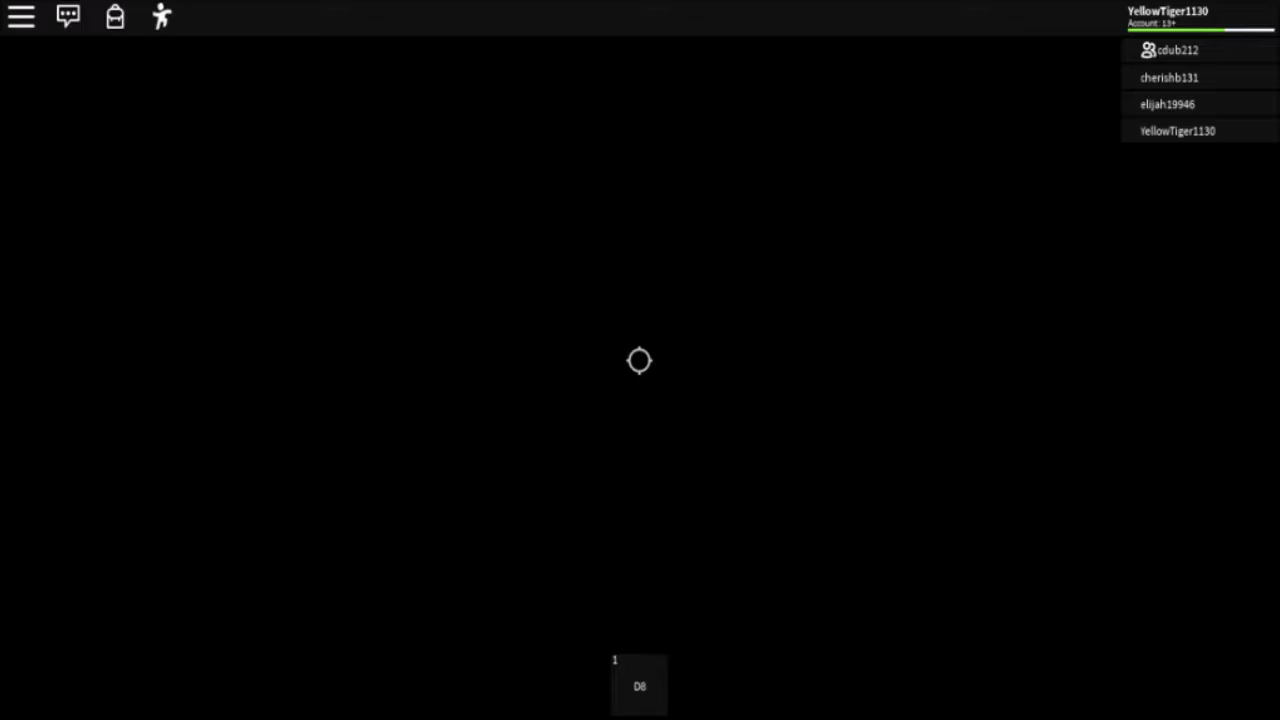 YellowTiger1130
Account: 13+
cdub212
cherishb131
elijah19946
YellowTiger1130
1
D8